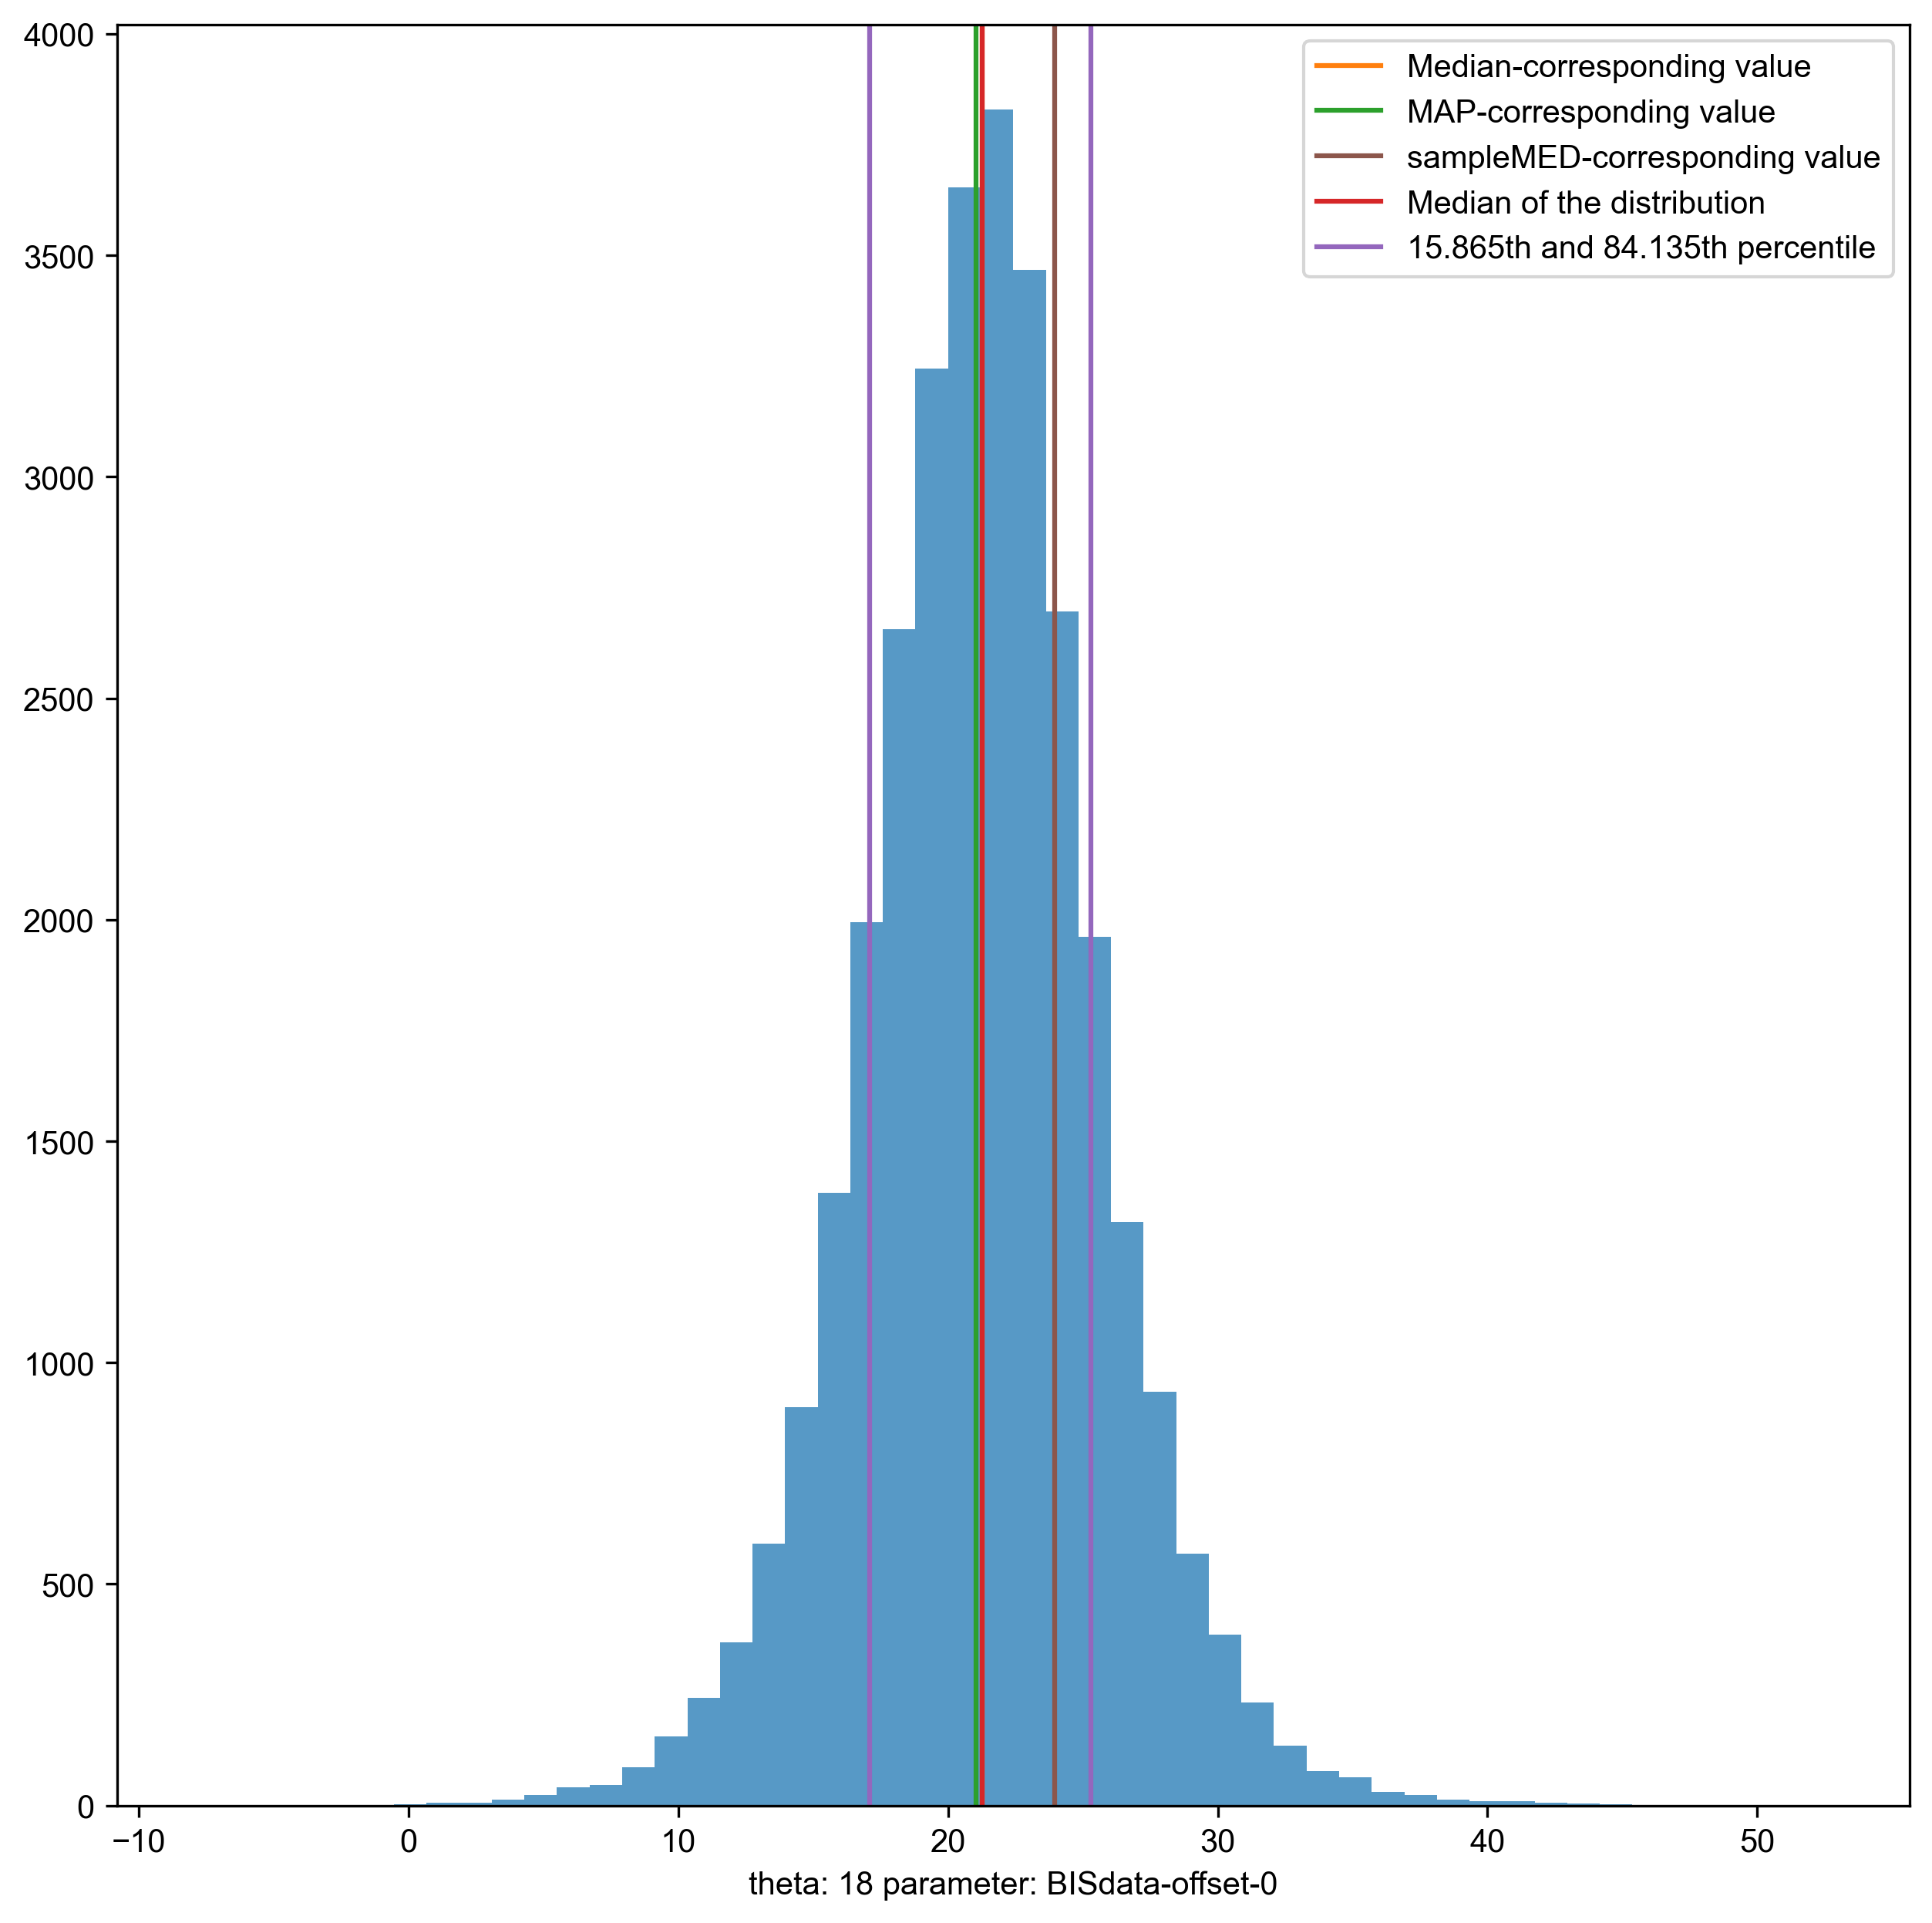 4000
3500
3000
2500
2000
1500
1000
500
0
Median-corresponding value
MAP-corresponding value
sampleMED-corresponding value
Median of the distribution
15.865th and 84.135th percentile
−10 0 10 20 30 40 50
theta: 18 parameter: BISdata-offset-0